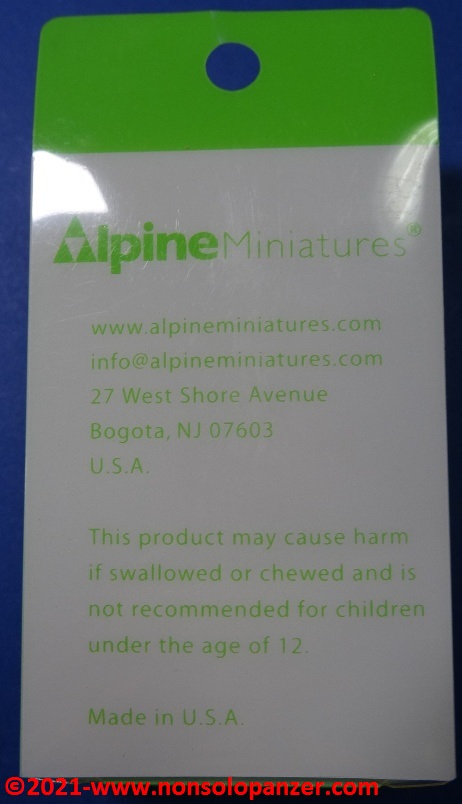 Alpine Miniatures®
www.alpineminiatures.com
info@alpineminiatures.com
27 West Shore Avenue
Bogota, NJ 07603
U.S.A.
This product may cause harm
if swallowed or chewed and is
not recommended for children
under the age of 12.
Made in U.S.A.
©2021-www.nonsolopanzer.com